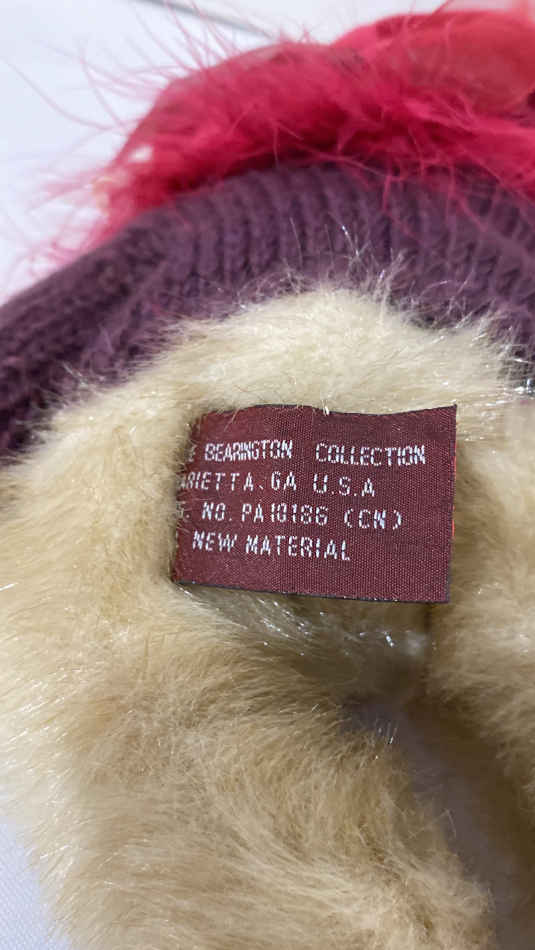 E BEARINGTON COLLECTION
ARIETTA, GA U.S.A
. NO. PA10186 (CN)
NEW MATERIAL